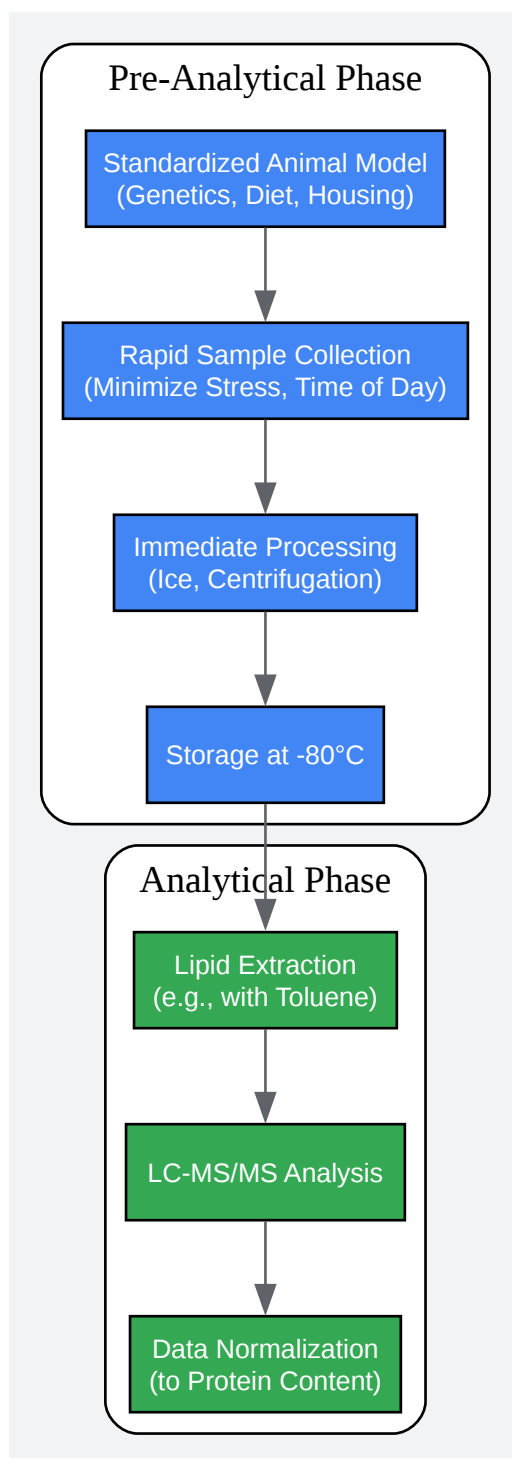 Pre-Analytical Phase
Standardized Animal Model
(Genetics, Diet, Housing)
Rapid Sample Collection
(Minimize Stress, Time of Day)
Immediate Processing
(Ice, Centrifugation)
Storage at -80°C
Analytical Phase
Lipid Extraction
(e.g., with Toluene)
LC-MS/MS Analysis
Data Normalization
(to Protein Content)